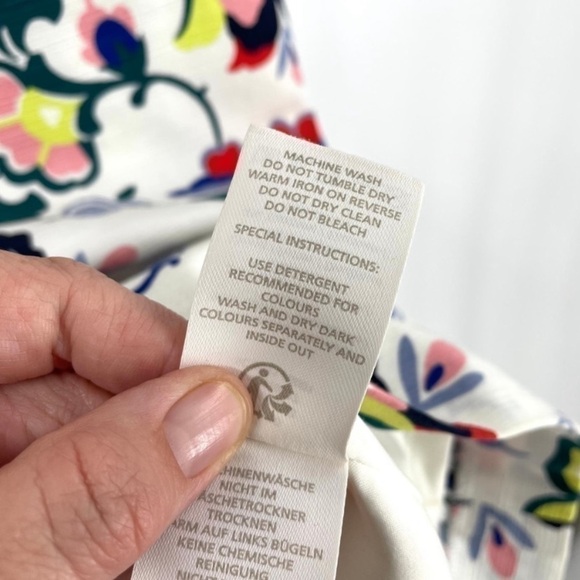 MACHINE WASH
DO NOT TUMBLE DRY
WARM IRON ON REVERSE
DO NOT DRY CLEAN
DO NOT BLEACH
SPECIAL INSTRUCTIONS:
USE DETERGENT
RECOMMENDED FOR
COLOURS
WASH AND DRY DARK
COLOURS SEPARATELY AND
INSIDE OUT
NICHT IM
TROCKNEN
AUF LINKS BÜGELN
KEINE CHEMISCHE
REINIGUNG